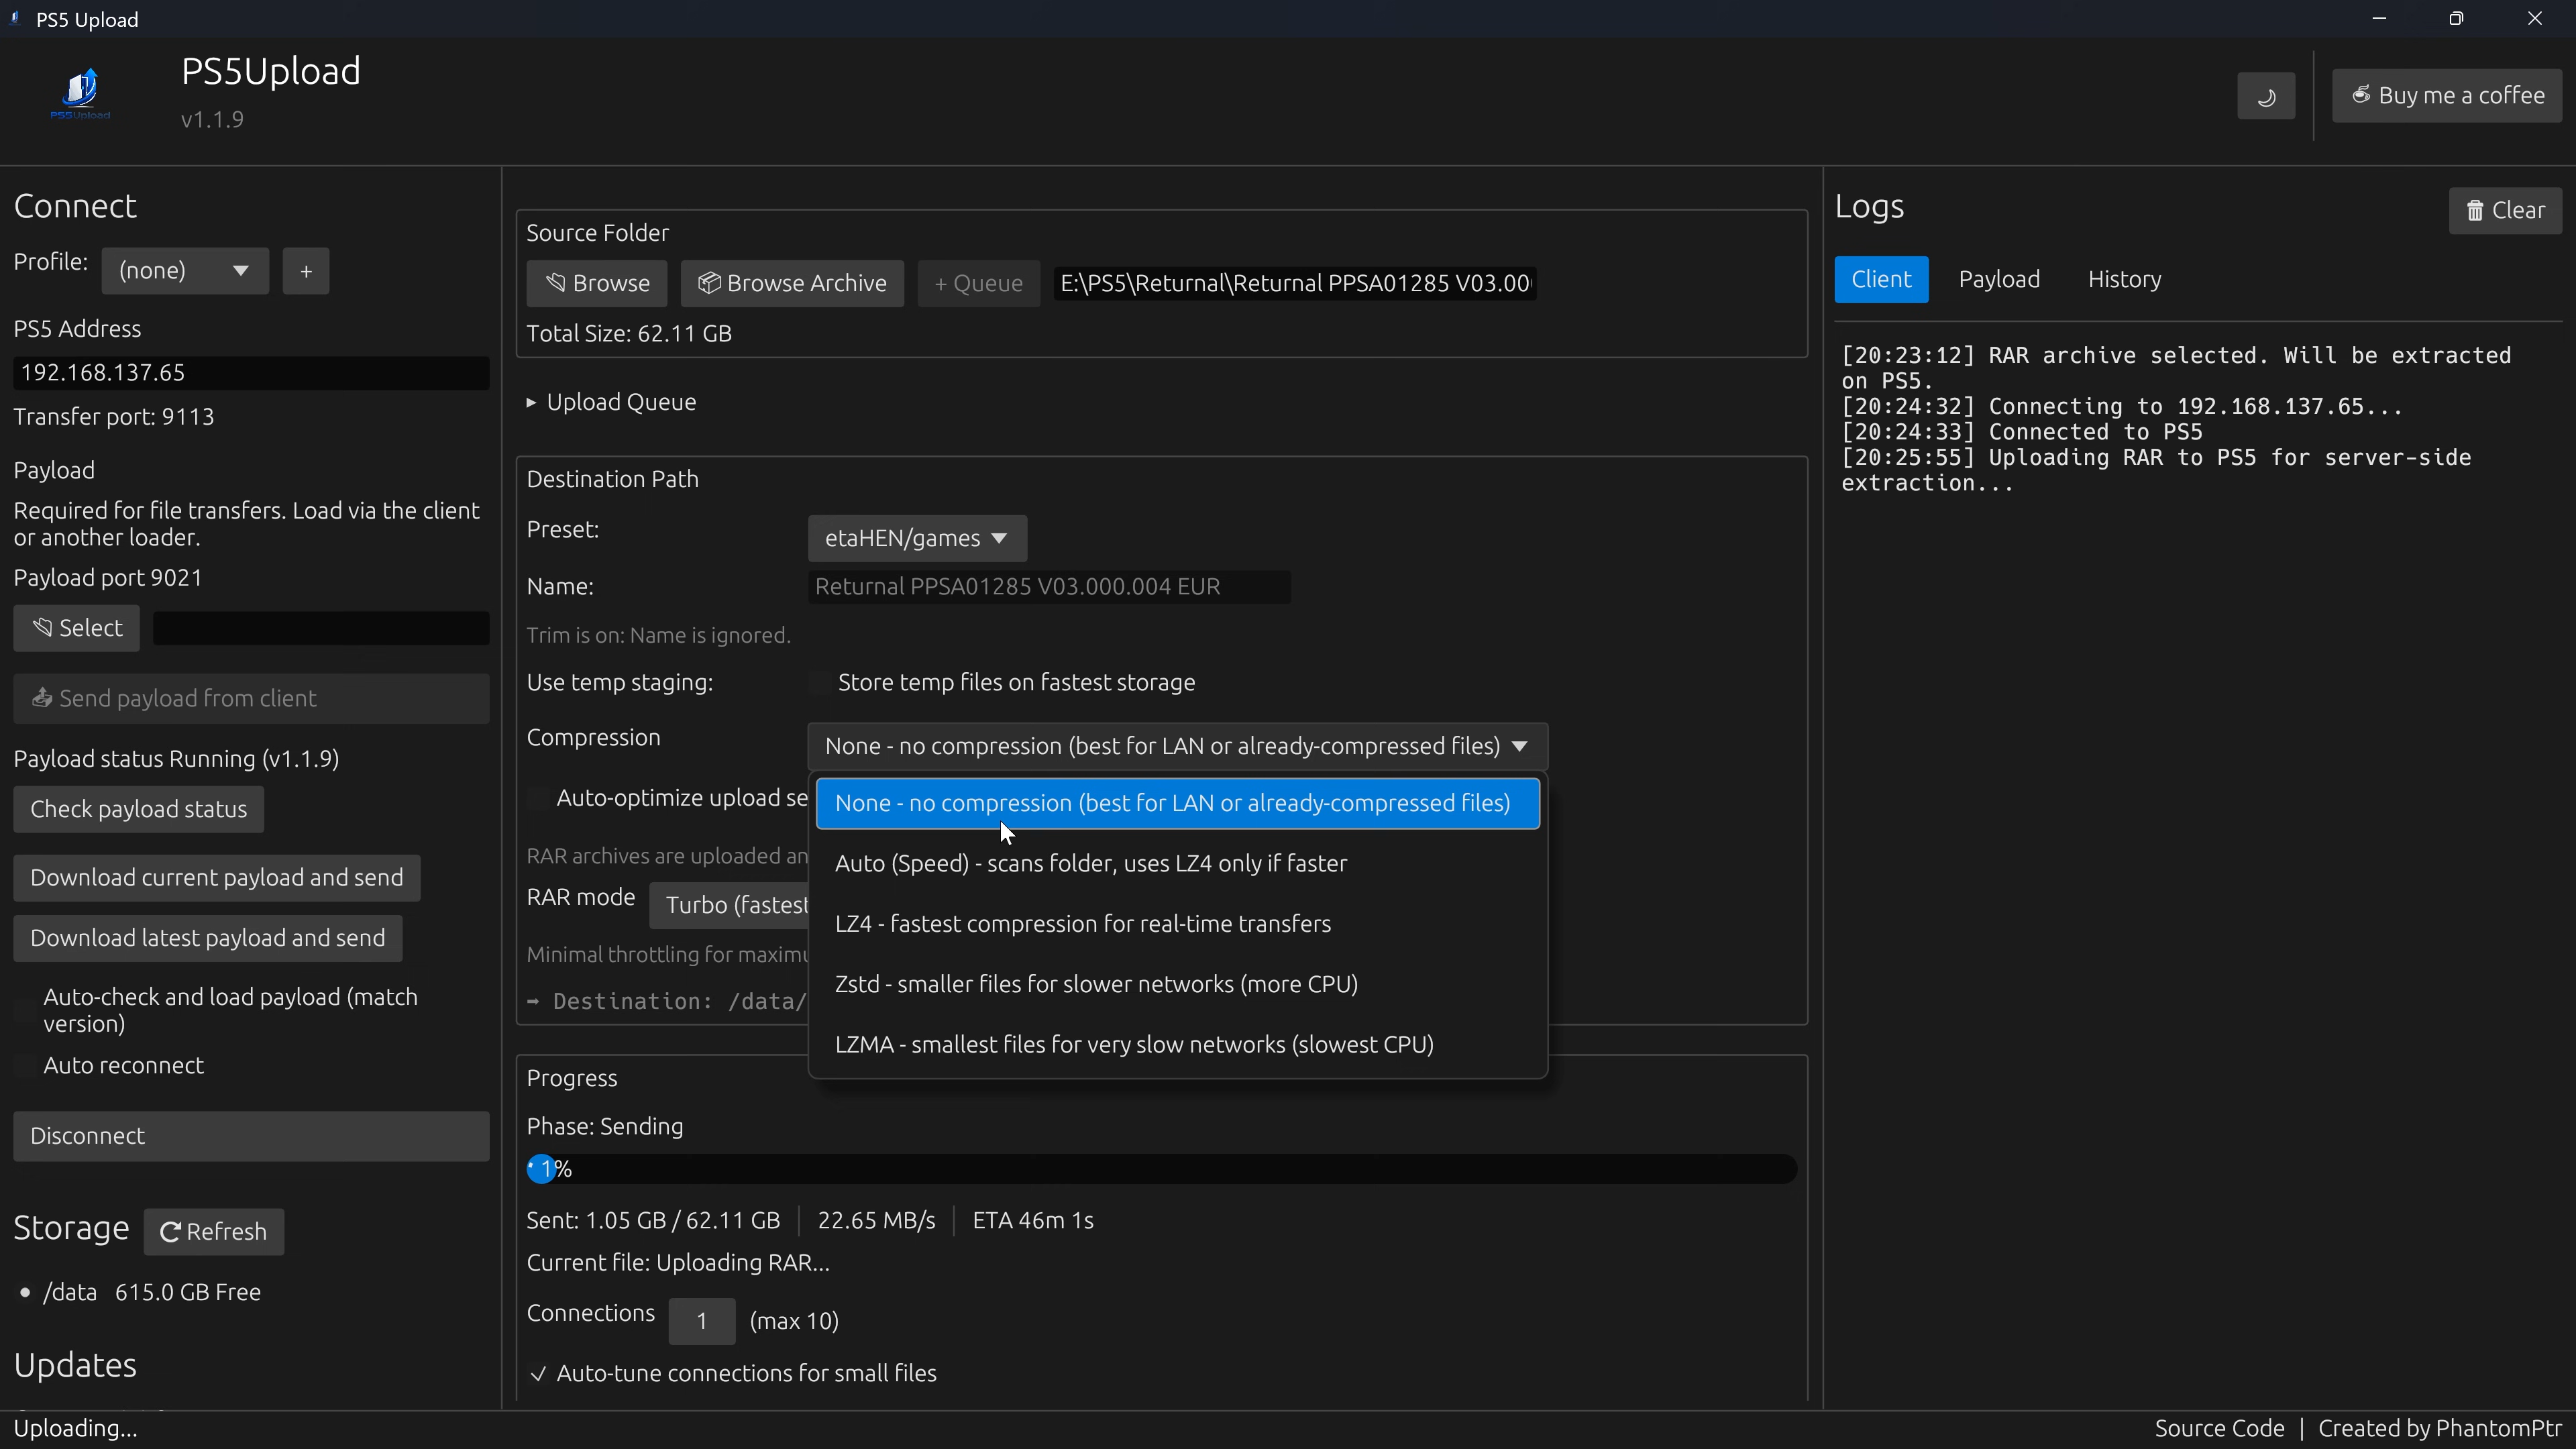 PS5 Upload
PS5Upload
PS5Upload
v1.1.9
Buy me a coffee
Connect
Profile:
(none)
+
PS5 Address
192.168.137.65
Transfer port: 9113
Payload
Required for file transfers. Load via the client
or another loader.
Payload port 9021
Select
Send payload from client
Payload status Running (v1.1.9)
Check payload status
Download current payload and send
Download latest payload and send
Auto-check and load payload (match
version)
Auto reconnect
Disconnect
Storage
Refresh
/data 615.0 GB Free
Updates
Uploading...
Source Folder
Browse
Browse Archive
+ Queue
E:\PS5\Returnal\Returnal PPSA01285 V03.00
Total Size: 62.11 GB
▸ Upload Queue
Destination Path
Preset:
etaHEN/games
Name:
Returnal PPSA01285 V03.000.004 EUR
Trim is on: Name is ignored.
Use temp staging:
Store temp files on fastest storage
Compression
None - no compression (best for LAN or already-compressed files)
None - no compression (best for LAN or already-compressed files)
Auto (Speed) - scans folder, uses LZ4 only if faster
LZ4 - fastest compression for real-time transfers
Zstd - smaller files for slower networks (more CPU)
LZMA - smallest files for very slow networks (slowest CPU)
Auto-optimize upload se
RAR archives are uploaded an
RAR mode
Turbo (fastest
Minimal throttling for maximu
➡ Destination: /data/
Progress
Phase: Sending
1%
Sent: 1.05 GB / 62.11 GB
22.65 MB/s
ETA 46m 1s
Current file: Uploading RAR...
Connections
1
(max 10)
Auto-tune connections for small files
Logs
Clear
Client
Payload
History
[20:23:12] RAR archive selected. Will be extracted
on PS5.
[20:24:32] Connecting to 192.168.137.65...
[20:24:33] Connected to PS5
[20:25:55] Uploading RAR to PS5 for server-side
extraction...
Source Code | Created by PhantomPtr